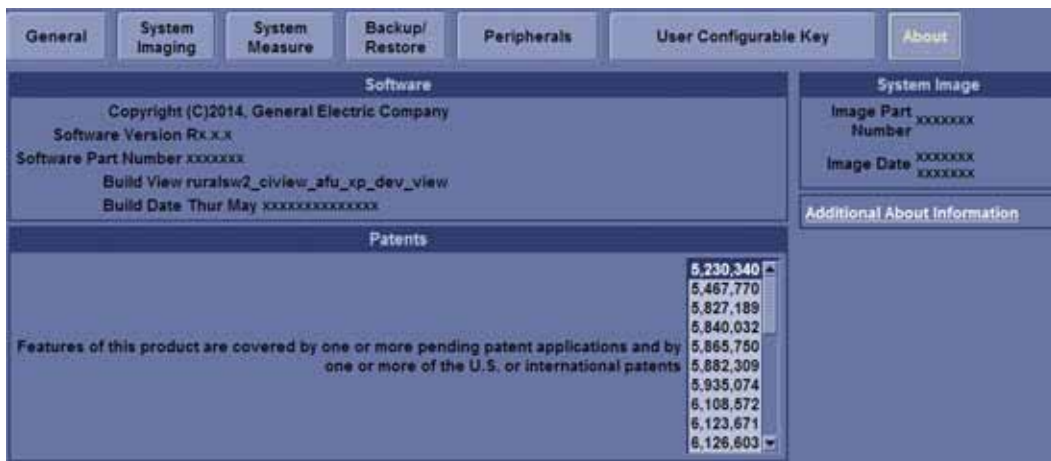 General
System
Imaging
System
Measure
Backup/
Restore
Peripherals
User Configurable Key
About
Software
Copyright (C)2014, General Electric Company
Software Version Rx.x.x
Software Part Number xxxxxxx
Build View ruralsw2_ciview_afu_xp_dev_view
Build Date Thur May xxxxxxxxxxxxxx
System Image
Image Part
Number xxxxxxx
Image Date xxxxxxx
xxxxxxx
Additional About Information
Patents
Features of this product are covered by one or more pending patent applications and by
one or more of the U.S. or international patents
5,230,340
5,467,770
5,827,189
5,840,032
5,865,750
5,882,309
5,935,074
6,108,572
6,123,671
6,126,603